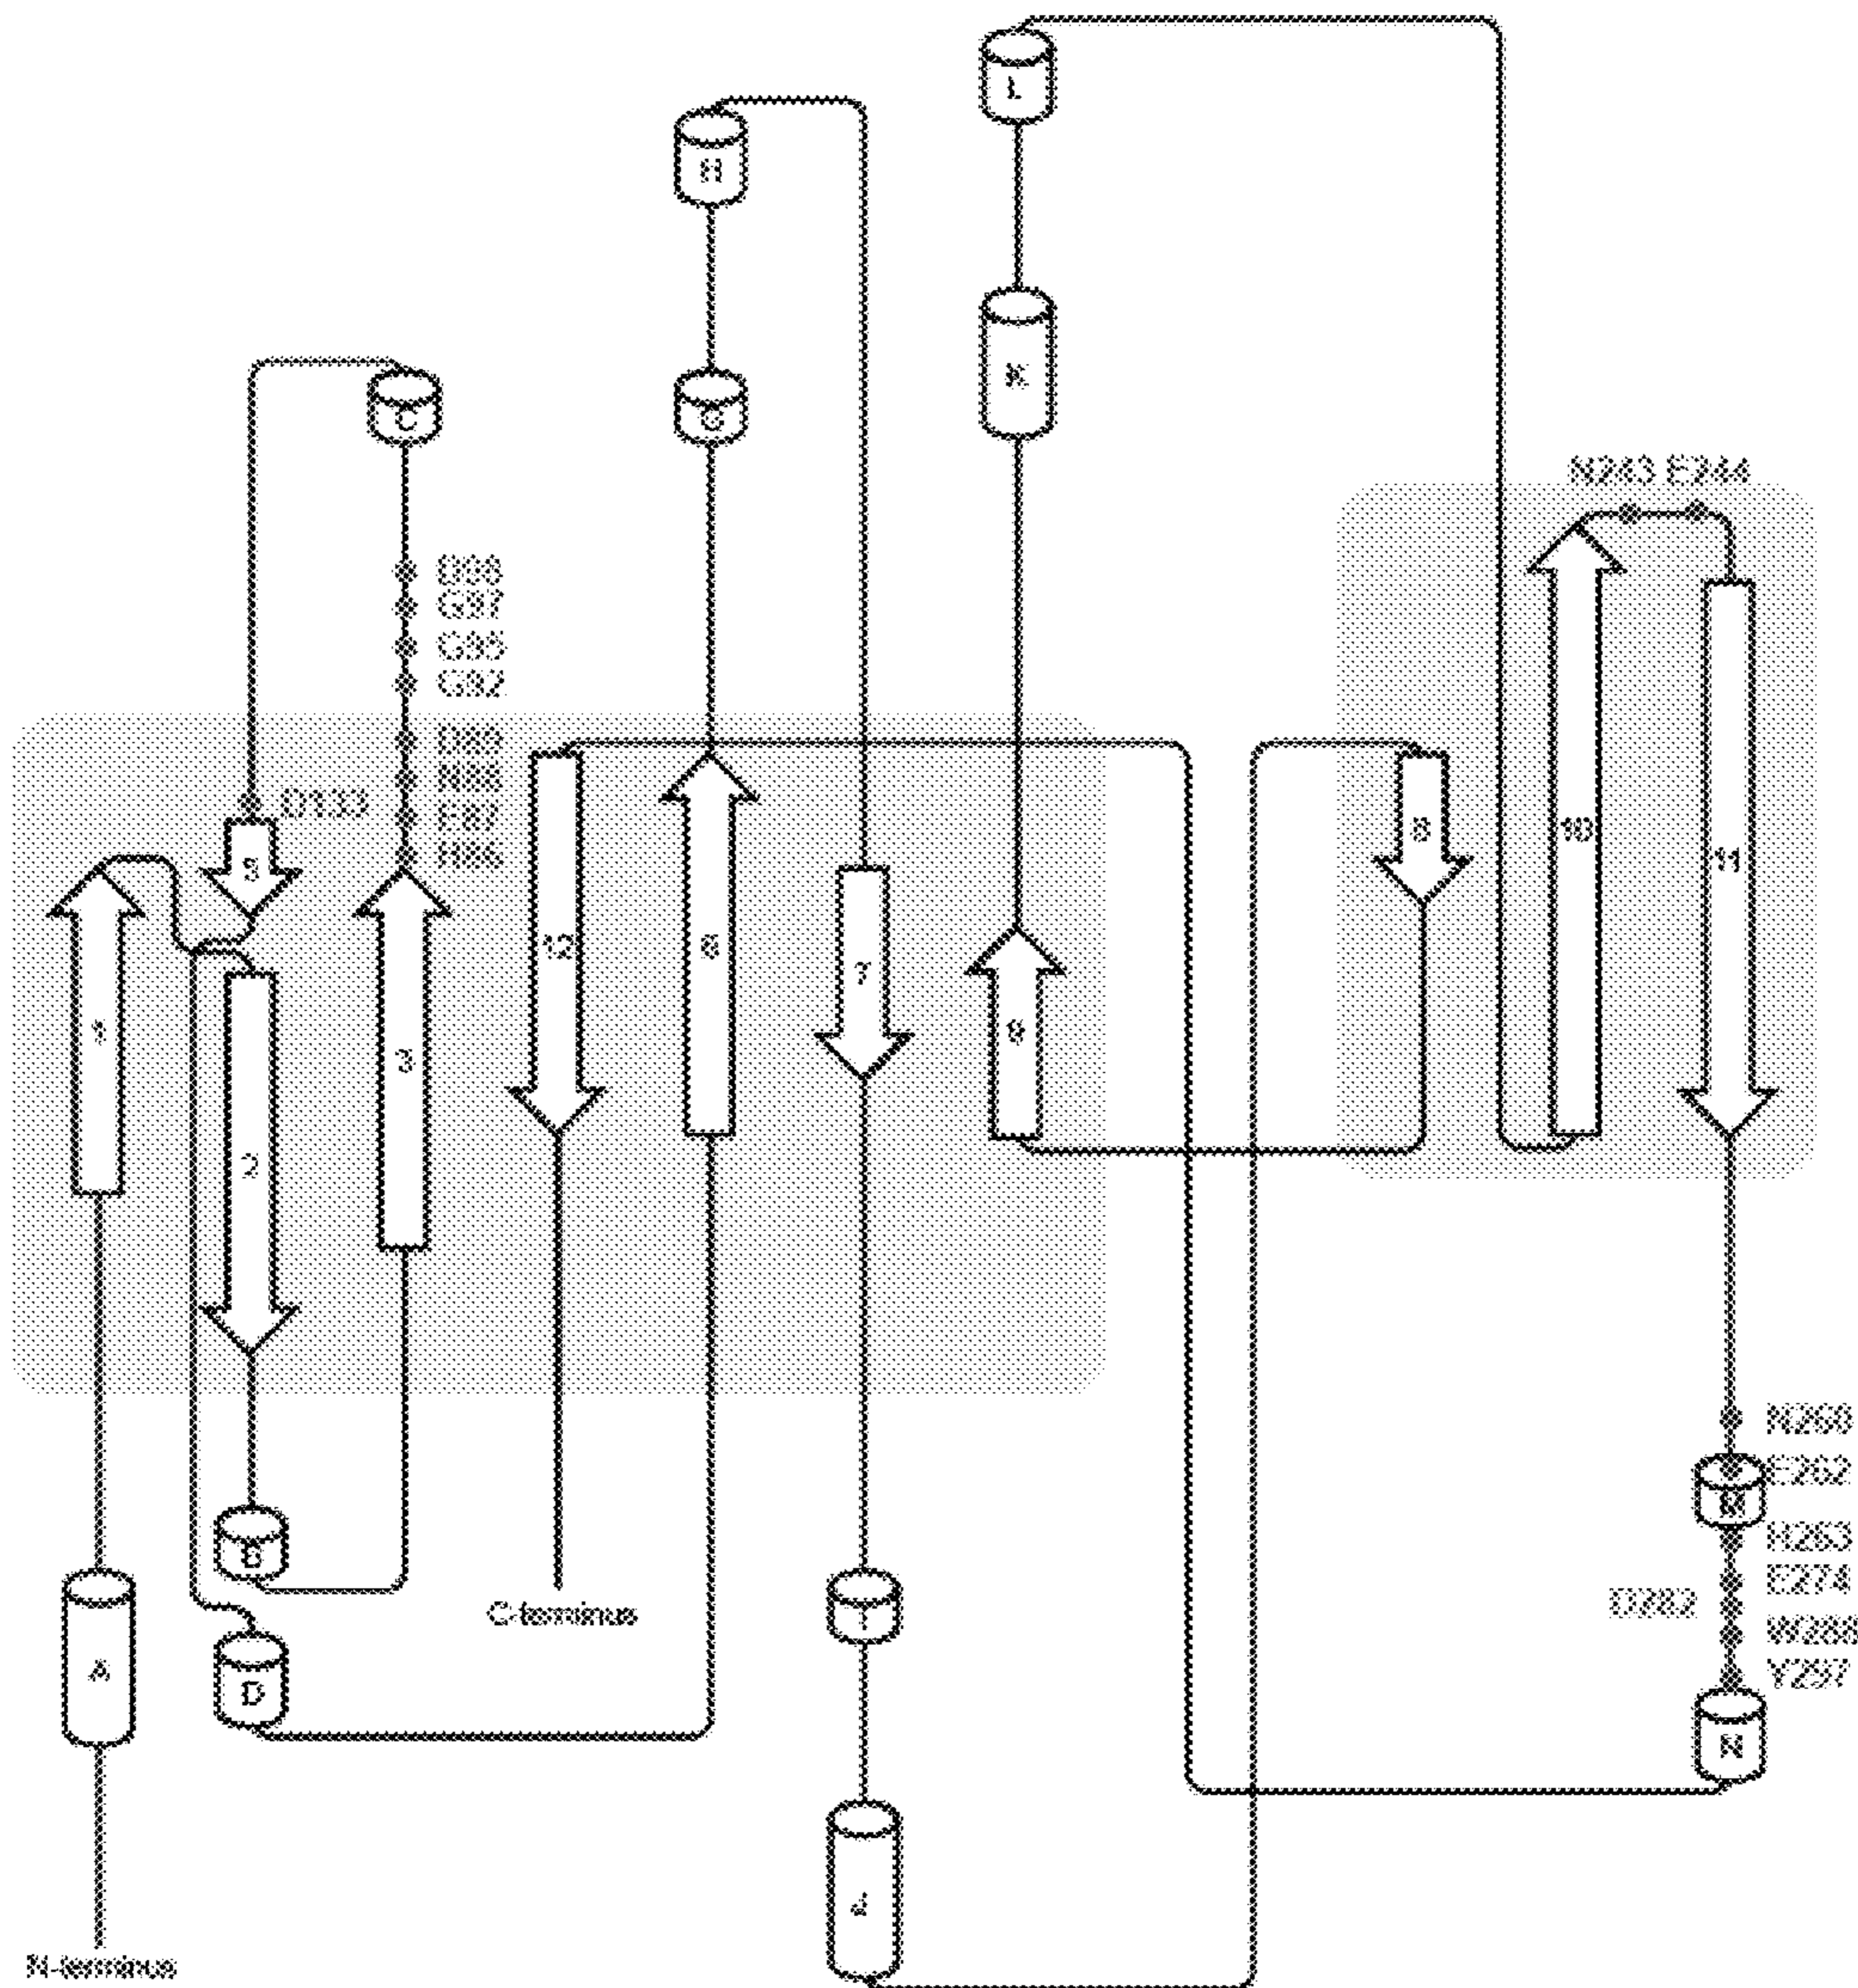 L
H
K
C
G
N243 E244
D98
G97
G95
G92
D89
N88
E87
H86
D133
5
8
10
11
12
6
7
9
1
3
2
N260
E262
M
H263
E274
D282
W288
Y297
B
C-terminus
I
A
D
N
J
N-terminus